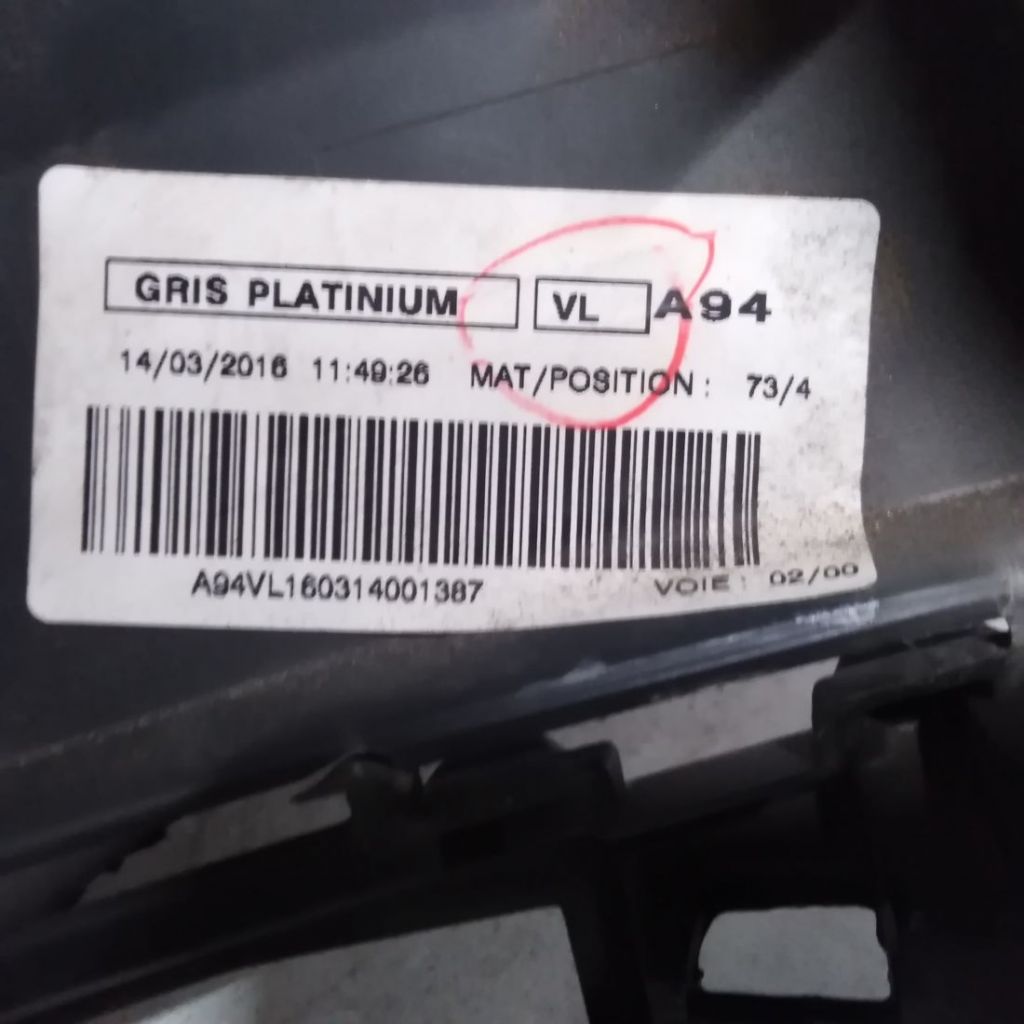 GRIS PLATINIUM VL A94
14/03/2016 11:49:26 MAT/POSITION : 73/4
A94VL160314001387 VOIE : 02/00